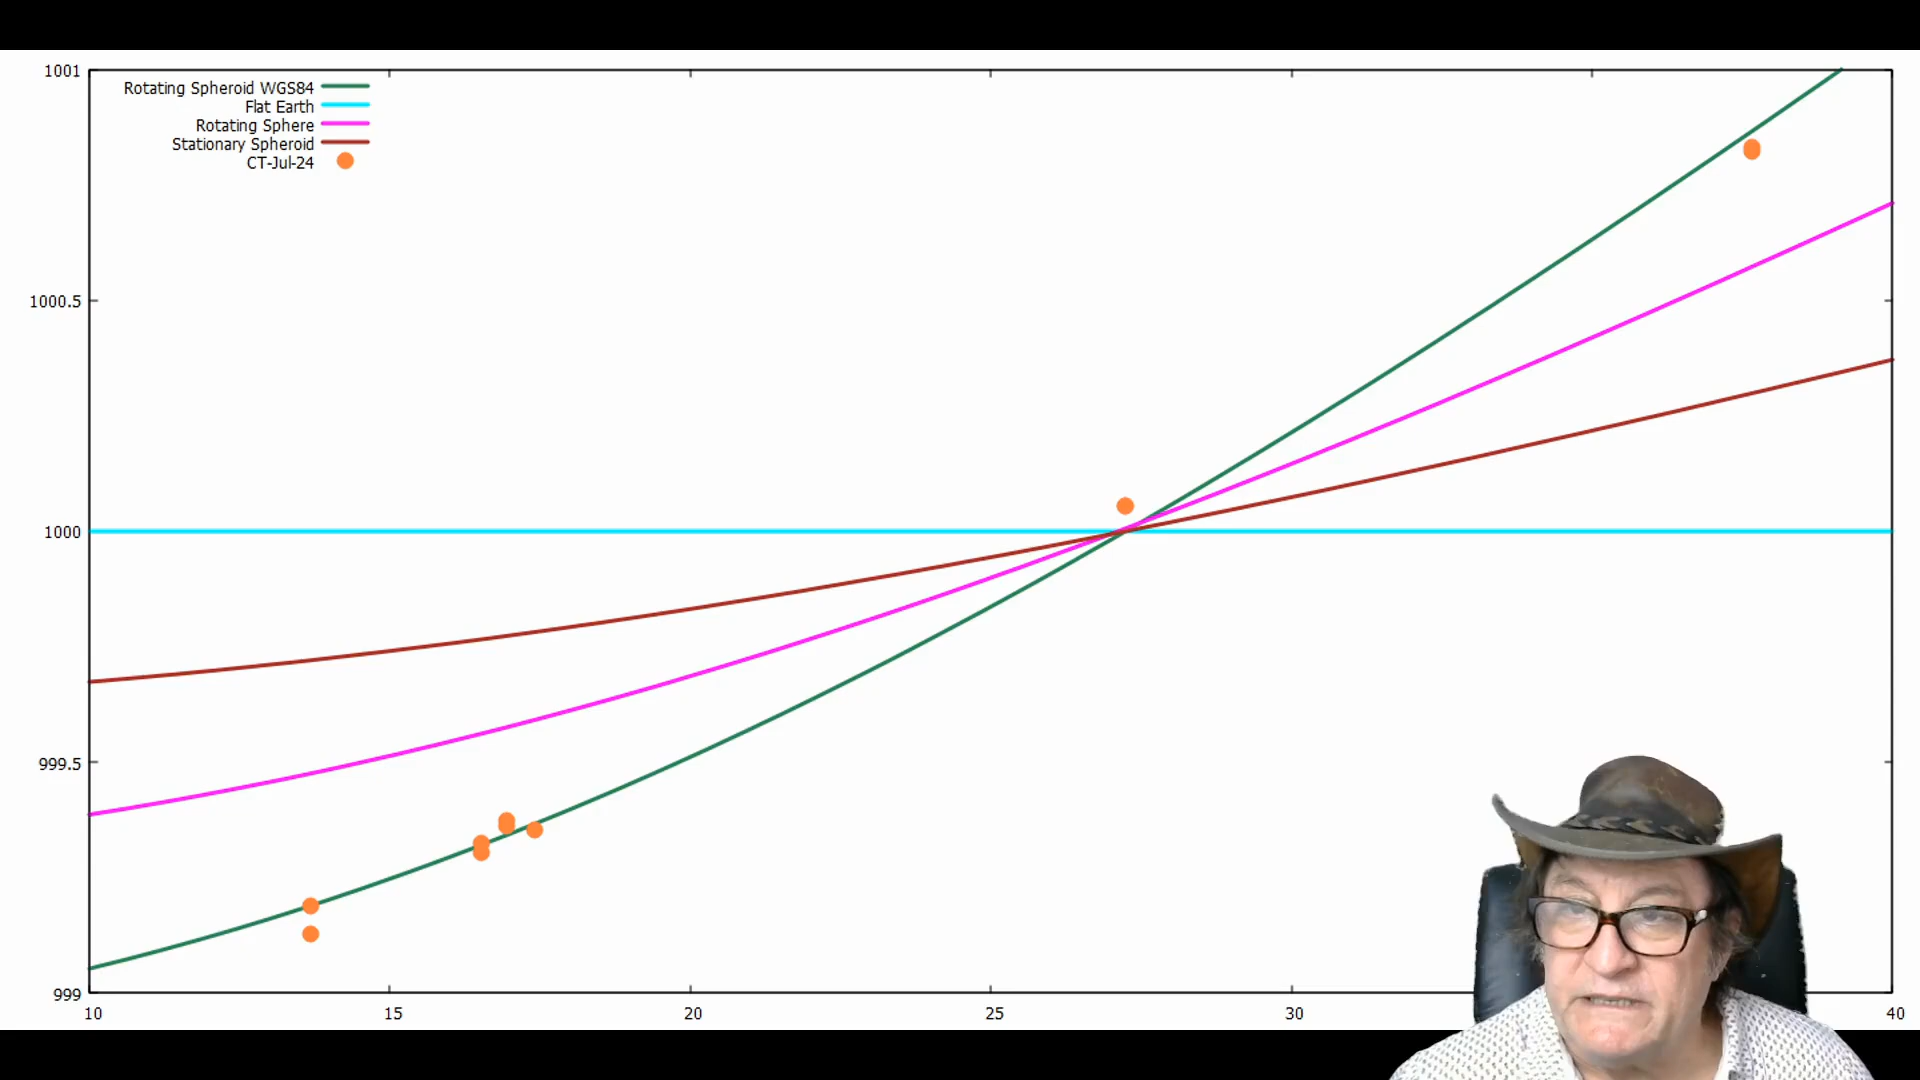 1001
Rotating Spheroid WGS84
Flat Earth
Rotating Sphere
Stationary Spheroid
CT-Jul-24
1000.5
1000
999.5
999
10 15 20 25 30 40